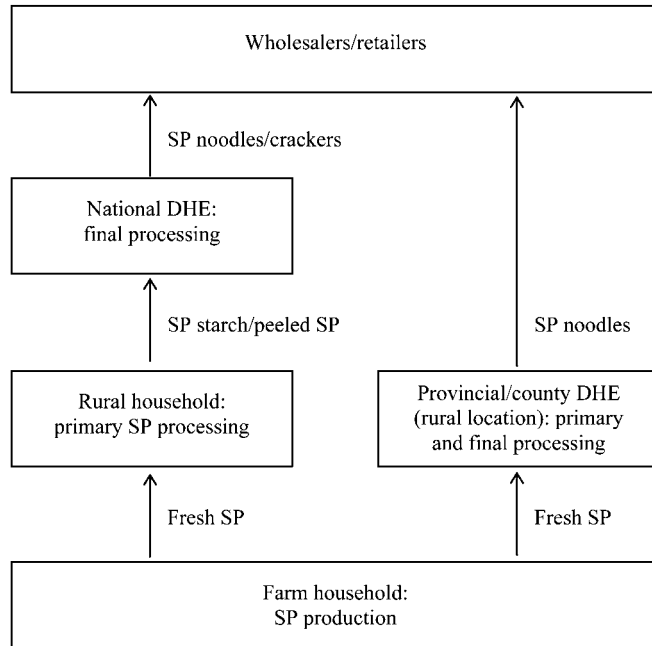 Wholesalers/retailers
SP noodles/crackers
National DHE:
final processing
SP starch/peeled SP
SP noodles
Rural household:
primary SP processing
Provincial/county DHE
(rural location): primary
and final processing
Fresh SP
Fresh SP
Farm household:
SP production